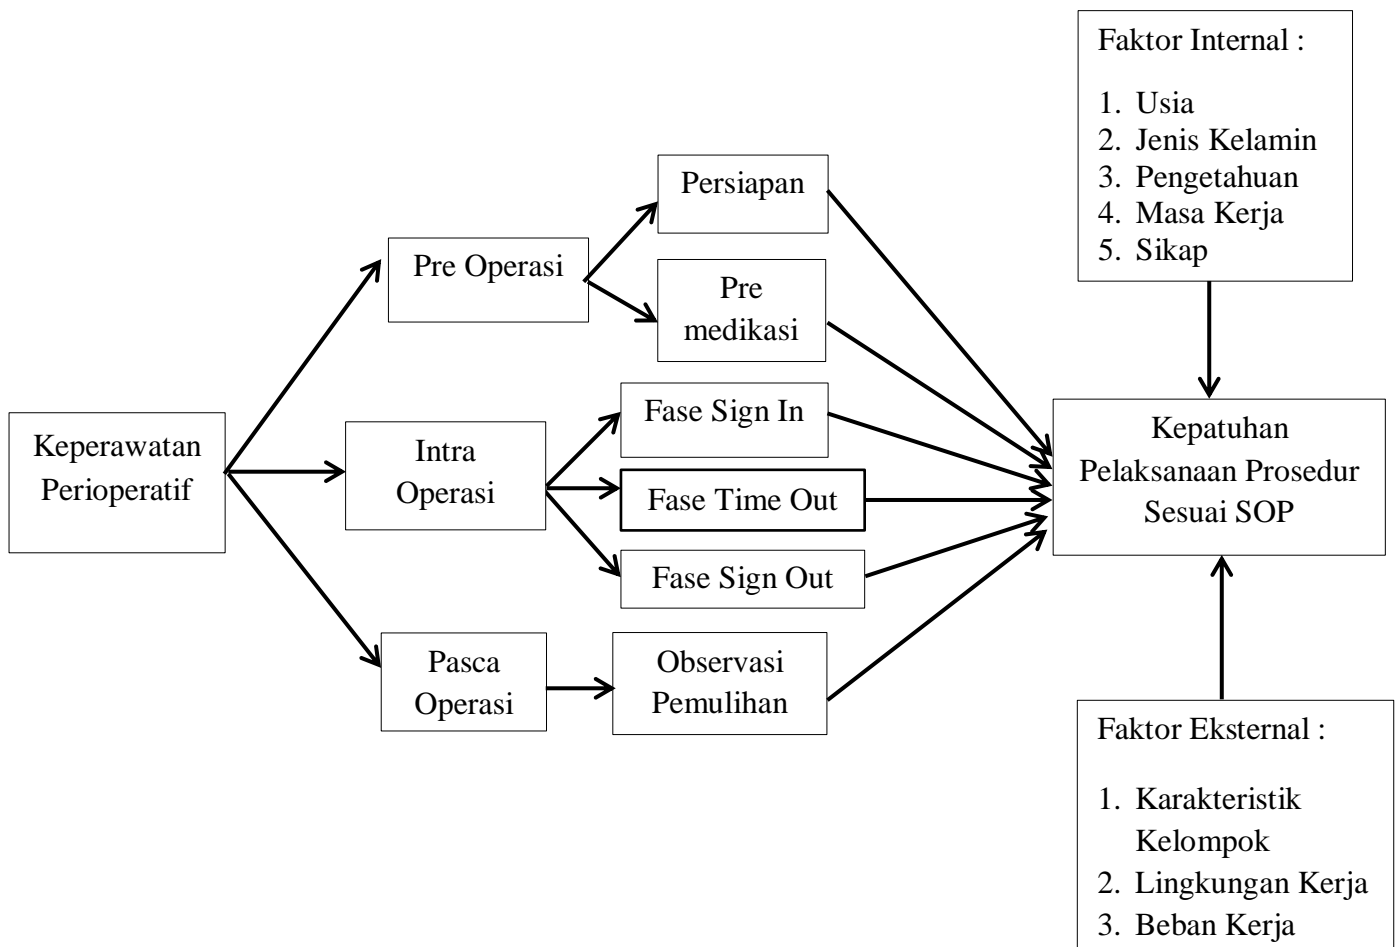 Faktor Internal :
1. Usia
2. Jenis Kelamin
3. Pengetahuan
4. Masa Kerja
5. Sikap
Persiapan
Pre Operasi
Pre
medikasi
Fase Sign In
Keperawatan
Perioperatif
Intra
Operasi
Fase Time Out
Kepatuhan
Pelaksanaan Prosedur
Sesuai SOP
Fase Sign Out
Pasca
Operasi
Observasi
Pemulihan
Faktor Eksternal :
1. Karakteristik
Kelompok
2. Lingkungan Kerja
3. Beban Kerja